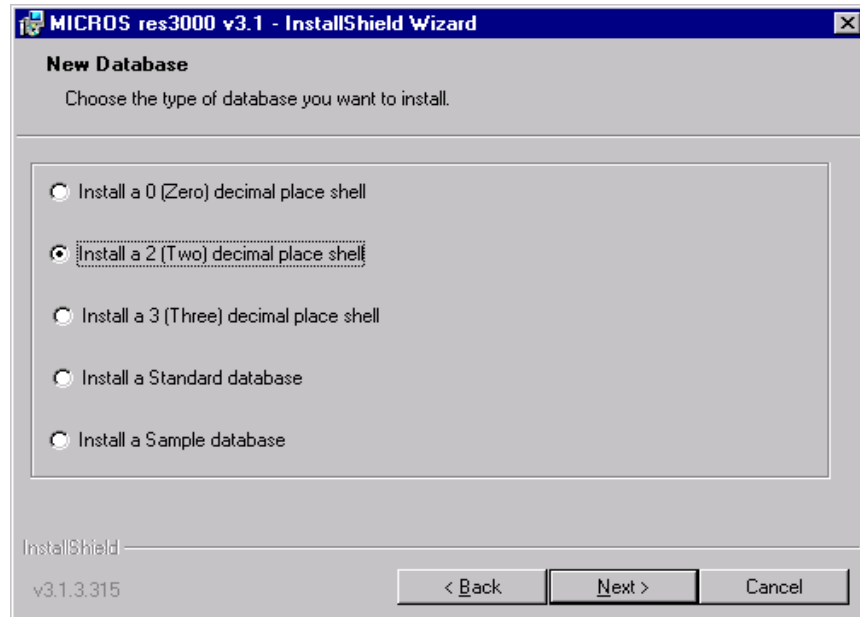 MICROS res3000 v3.1 - InstallShield Wizard
New Database
Choose the type of database you want to install.
Install a 0 (Zero) decimal place shell
Install a 2 (Two) decimal place shell
Install a 3 (Three) decimal place shell
Install a Standard database
Install a Sample database
InstallShield
v3.1.3.315
< Back
Next >
Cancel